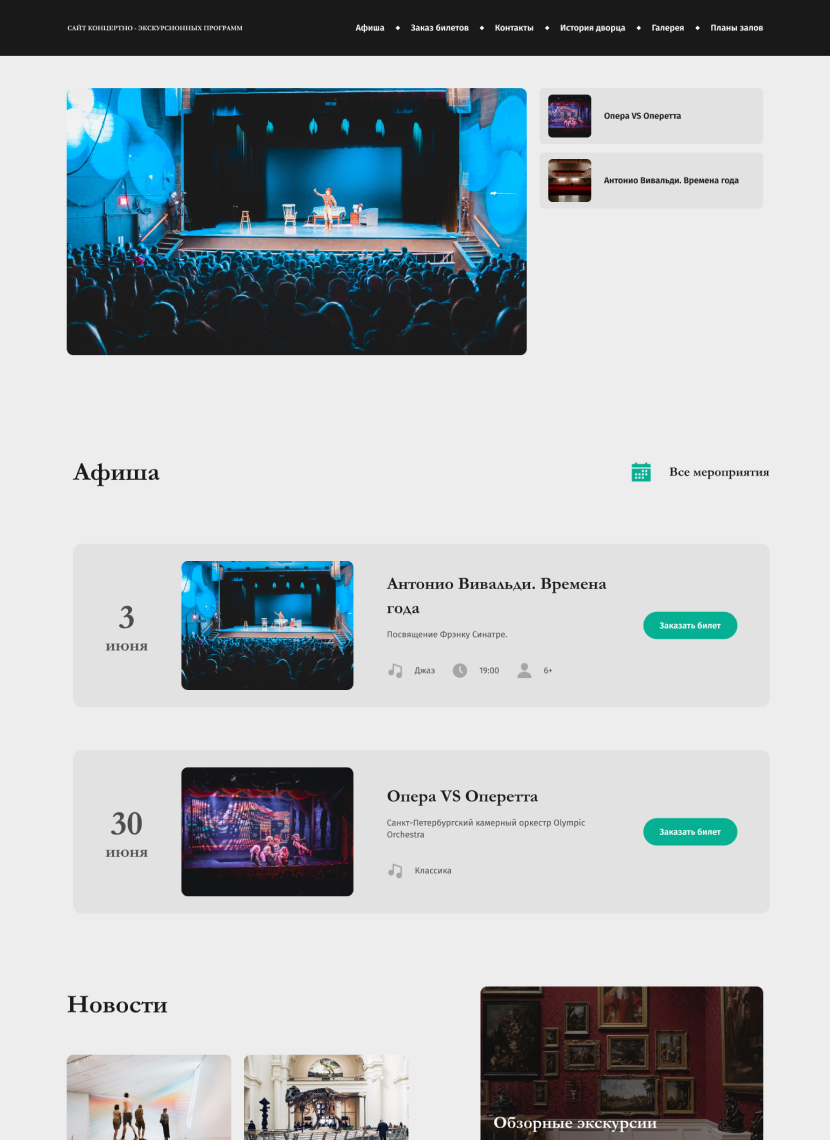 САЙТ КОНЦЕРТНО - ЭКСКУРСИОННЫХ ПРОГРАММ
Афиша ◆ Заказ билетов ◆ Контакты ◆ История дворца ◆ Галерея ◆ Планы залов
Опера VS Оперетта
Антонио Вивальди. Времена года
Афиша
Все мероприятия
3
июня
Антонио Вивальди. Времена
года
Посвящение Фрэнку Синатре.
Джаз
19:00
6+
Заказать билет
30
июня
Опера VS Оперетта
Санкт-Петербургский камерный оркестр Olympic
Orchestra
Классика
Заказать билет
Новости
Обзорные экскурсии